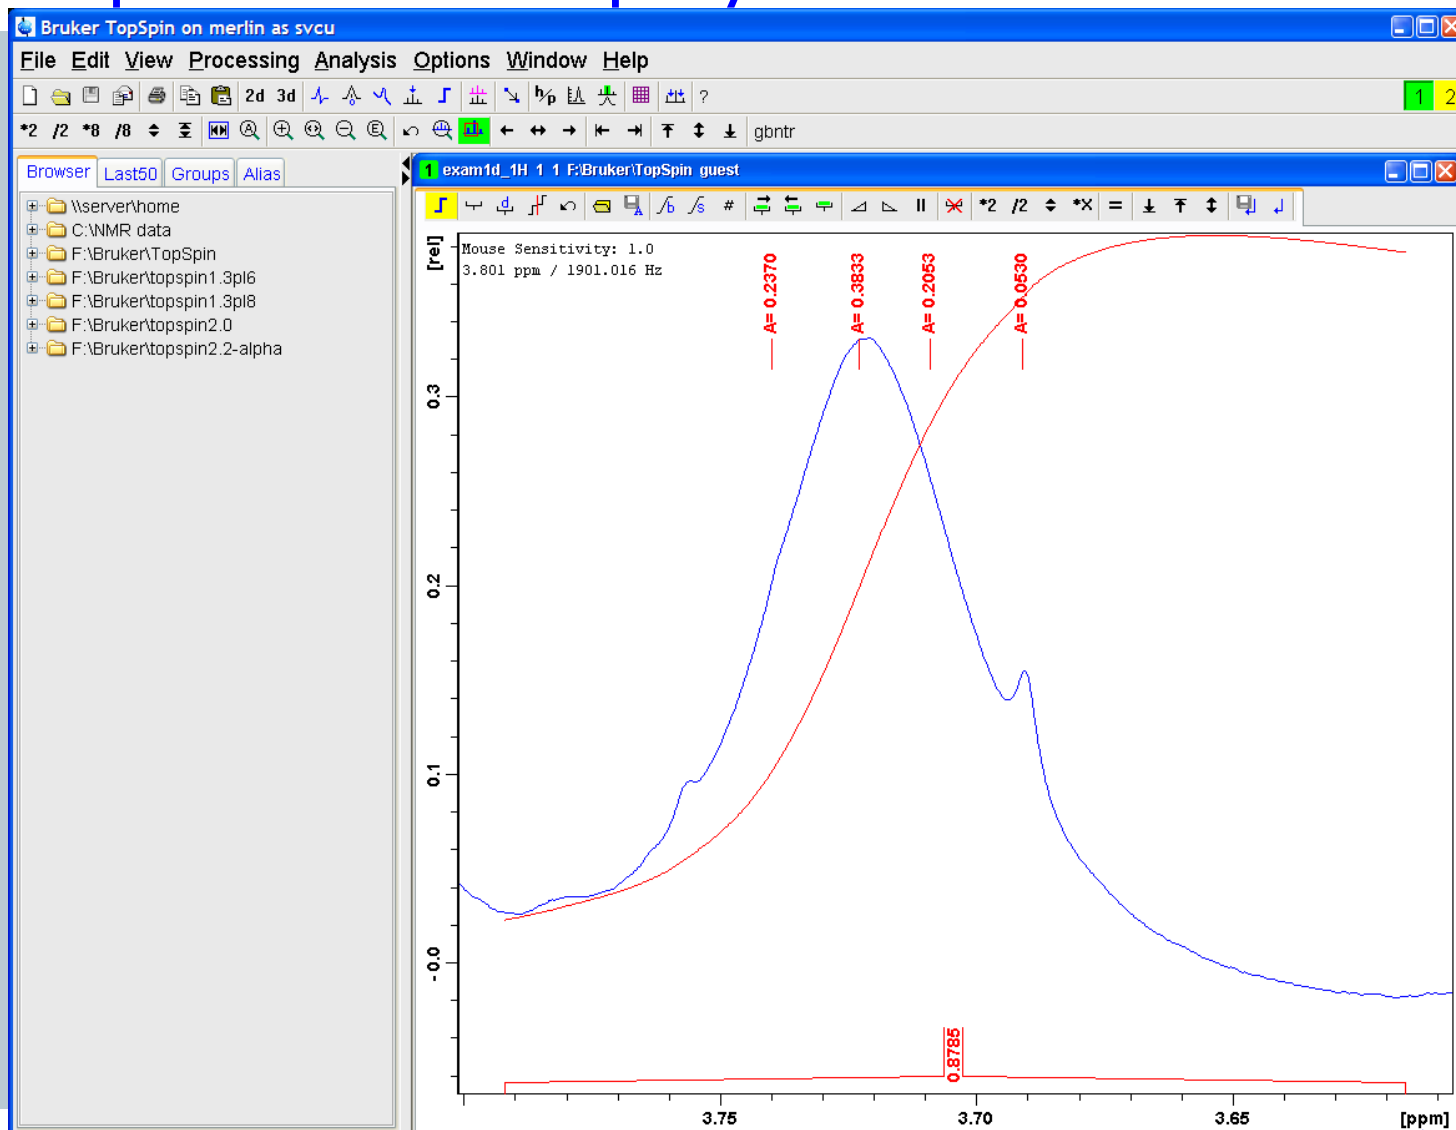 Bruker TopSpin on merlin as svcu
File Edit View Processing Analysis Options Window Help
2d 3d h/p ? 1 2
*2 /2 *8 /8 gbntr
Browser Last50 Groups Alias
\\server\home
C:\NMR data
F:\Bruker\TopSpin
F:\Bruker\topspin1.3pl6
F:\Bruker\topspin1.3pl8
F:\Bruker\topspin2.0
F:\Bruker\topspin2.2-alpha
1 exam1d_1H 1 1 F:\Bruker\TopSpin guest
*2 /2 *X =
Mouse Sensitivity: 1.0
3.801 ppm / 1901.016 Hz
[rel]
A= 0.2370
A= 0.3833
A= 0.2053
A= 0.0530
0.3
0.2
0.1
-0.0
0.8785
3.75 3.70 3.65 [ppm]